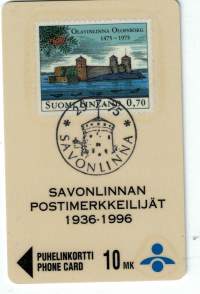 OLAVINLINNA OLOFSBORG
1475 - 1975
SUOMI FINLAND 0,70
SAVONLINNA
SAVONLINNAN
POSTIMERKKEILIJÄT
1936-1996
PUHELINKORTTI
PHONE CARD
10 MK